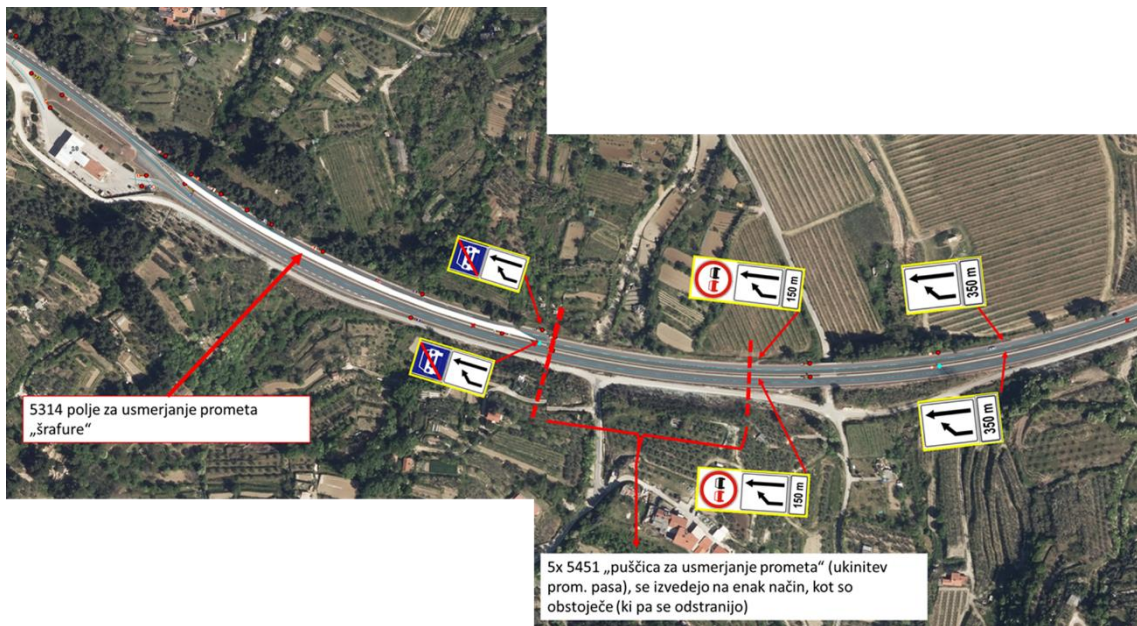 5314 polje za usmerjanje prometa
„šrafure“
150 m
350 m
350 m
150 m
5x 5451 „puščica za usmerjanje prometa“ (ukinitev
prom. pasa), se izvedejo na enak način, kot so
obstoječe (ki pa se odstranijo)